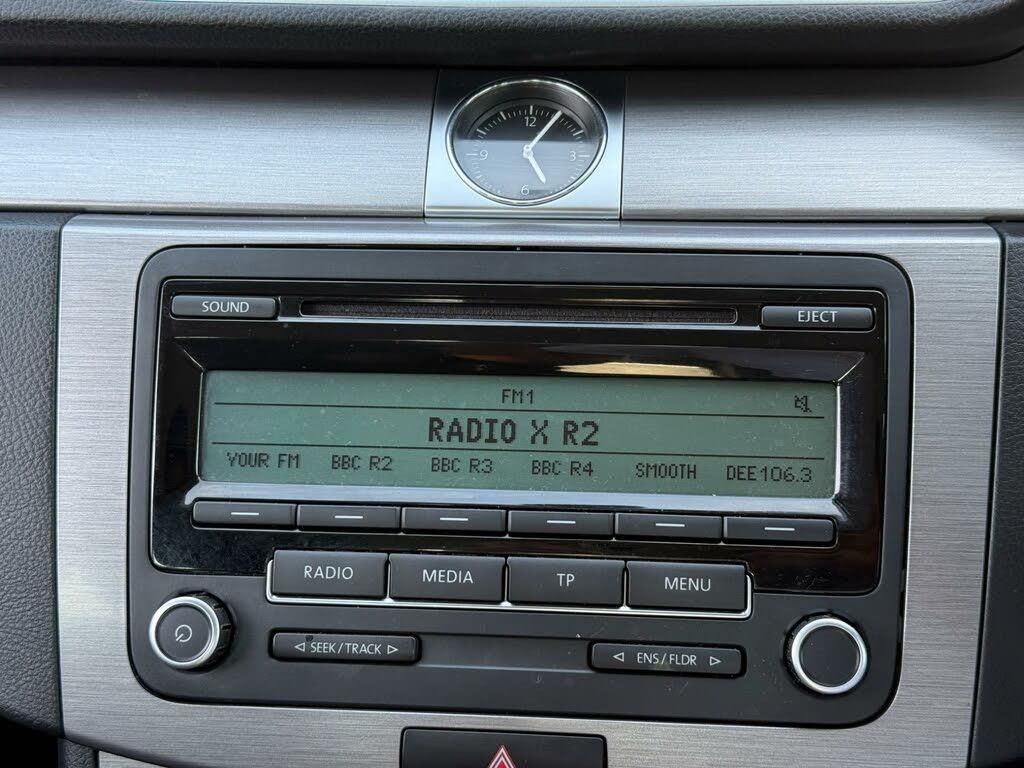 12
9 3
6
SOUND EJECT
FM1
RADIO X R2
YOUR FM BBC R2 BBC R3 BBC R4 SMOOTH DEE106.3
RADIO MEDIA TP MENU
SEEK/TRACK ENS/FLDR